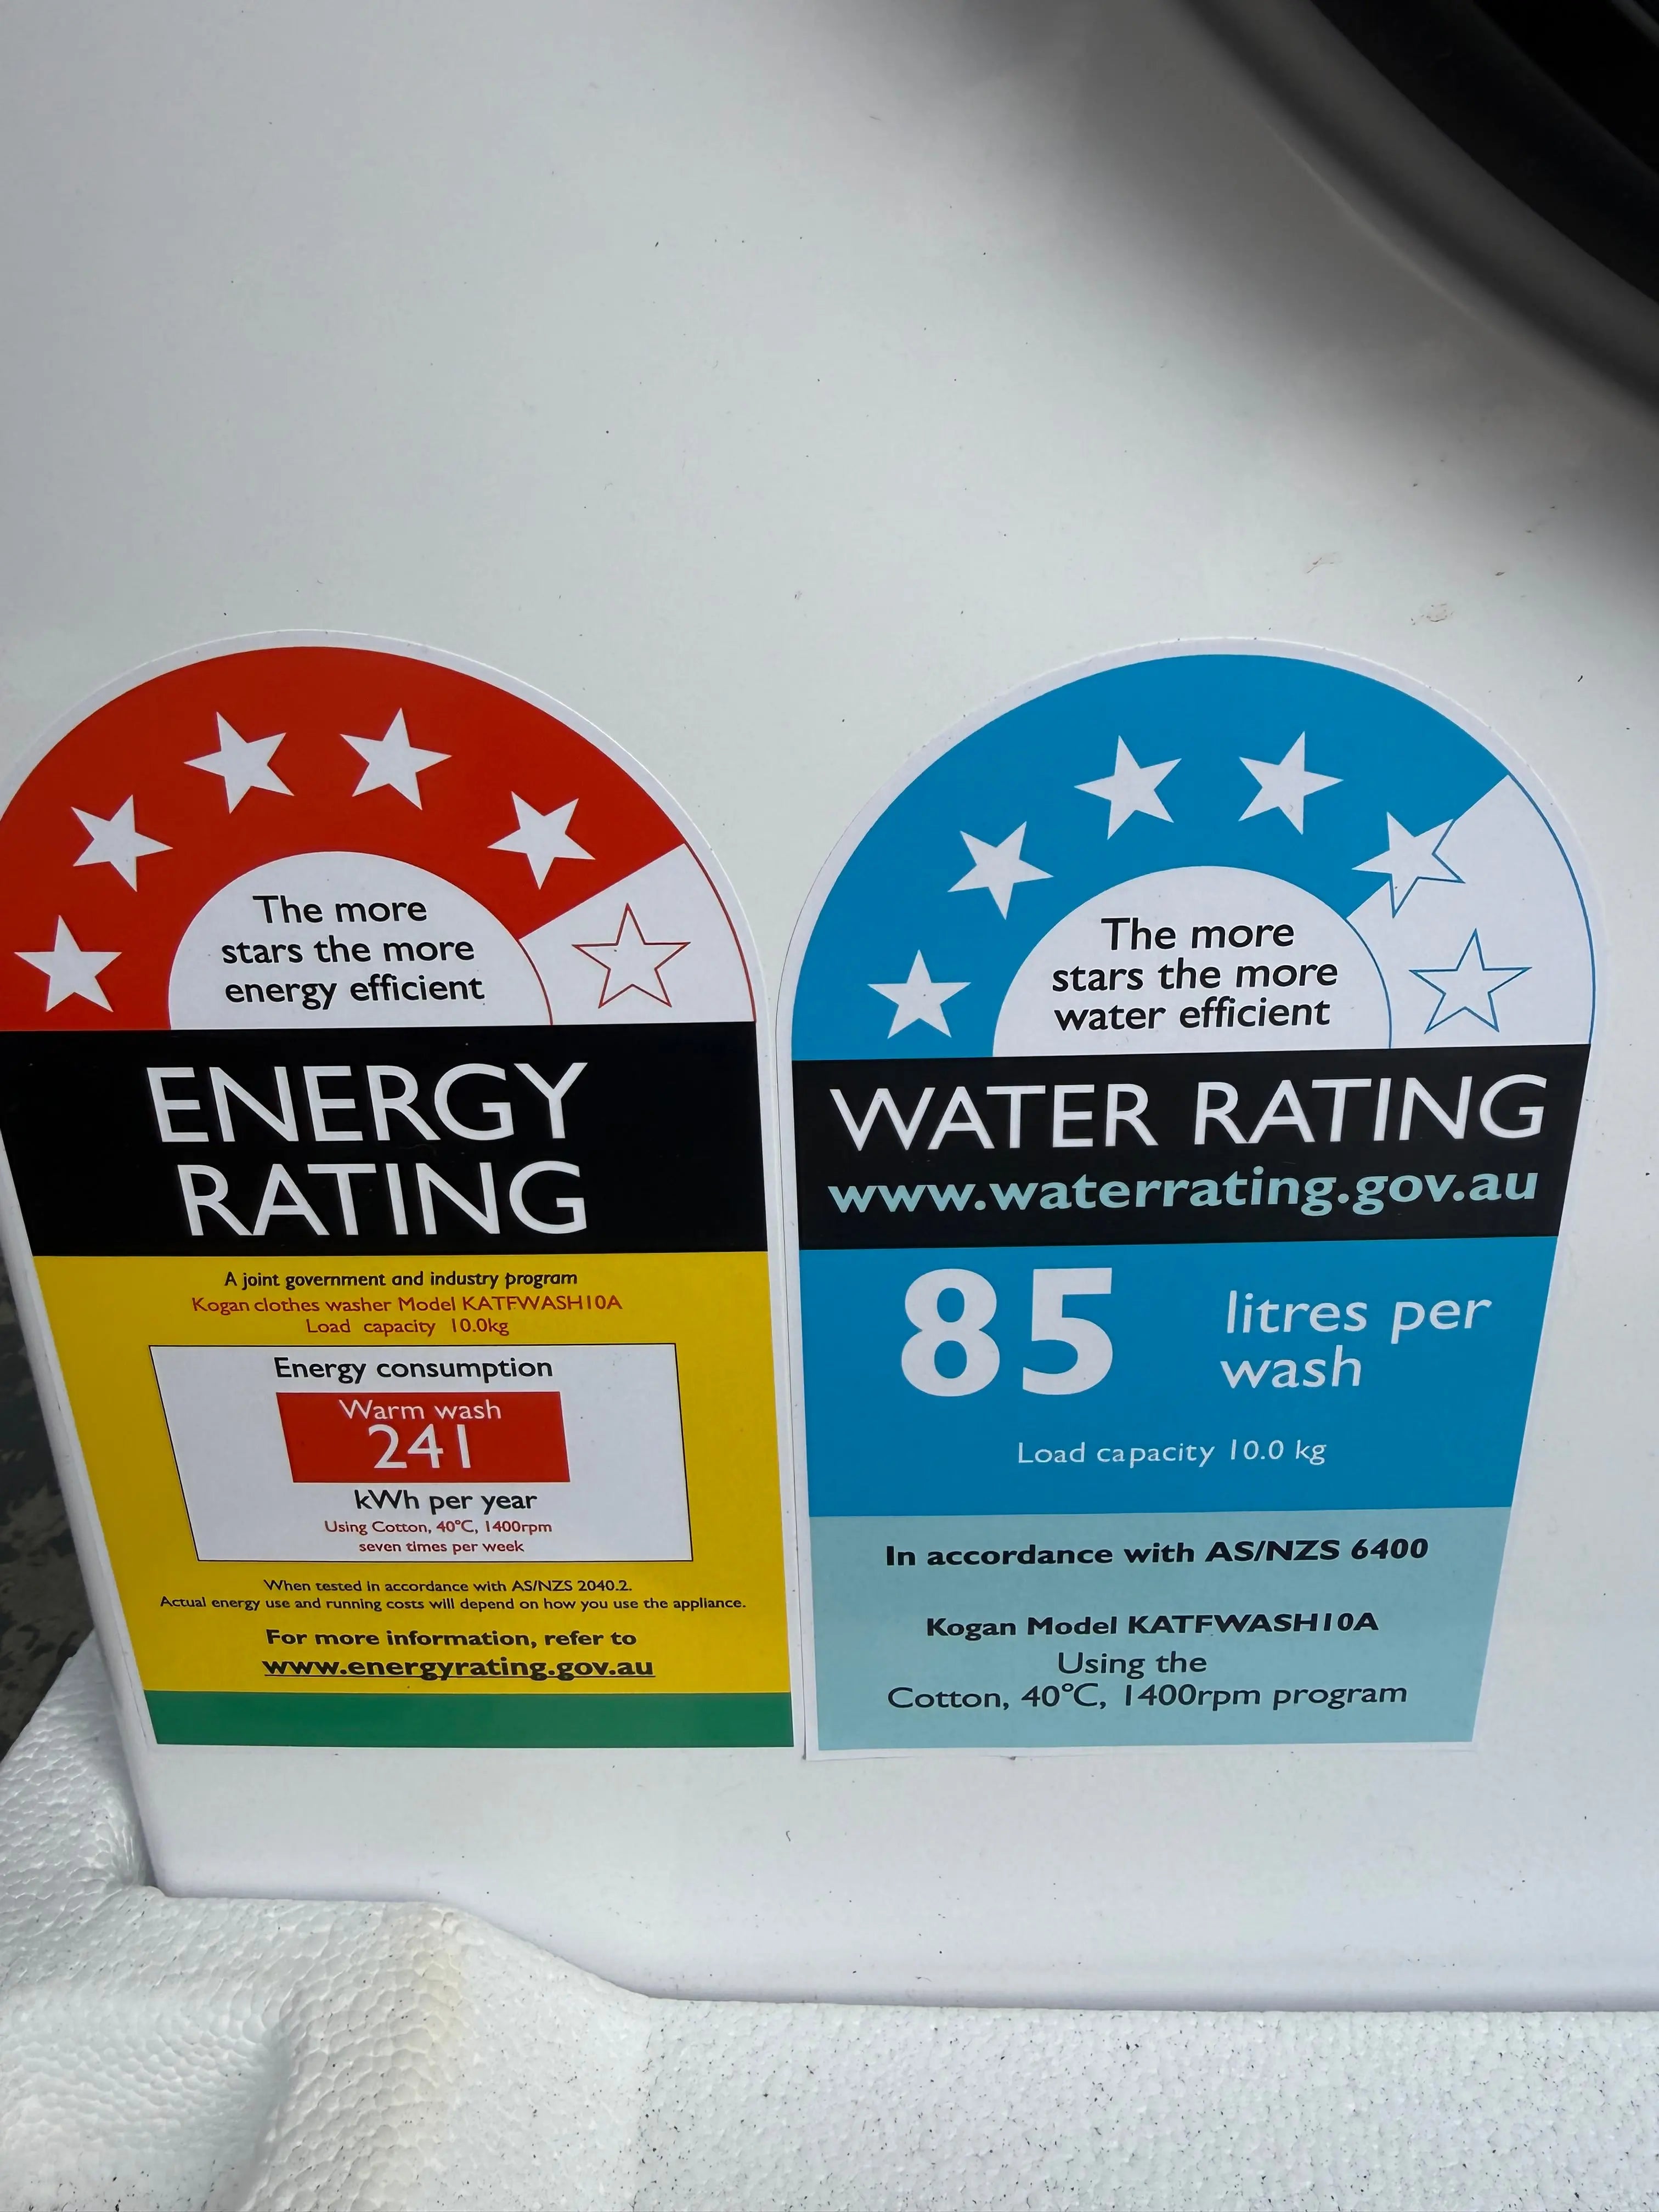 The more
stars the more
energy efficient
ENERGY
RATING
A joint government and industry program
Kogan clothes washer Model KATFWASH10A
Load capacity 10.0kg
Energy consumption
Warm wash
241
kWh per year
Using Cotton, 40°C, 1400rpm
seven times per week
When tested in accordance with AS/NZS 2040.2.
Actual energy use and running costs will depend on how you use the appliance.
For more information, refer to
www.energyrating.gov.au
The more
stars the more
water efficient
WATER RATING
www.waterrating.gov.au
85 litres per
wash
Load capacity 10.0 kg
In accordance with AS/NZS 6400
Kogan Model KATFWASH10A
Using the
Cotton, 40°C, 1400rpm program